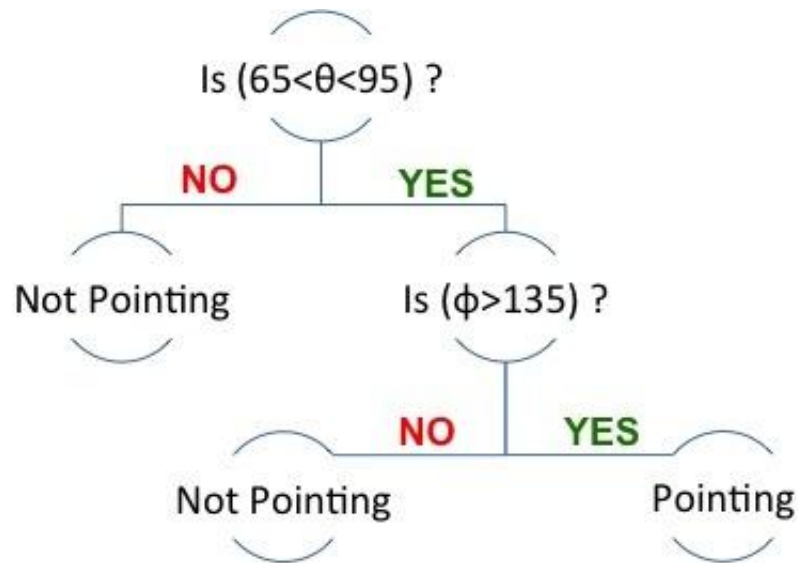 Is (65<θ<95) ?
NO
YES
Not Pointing
Is (ϕ>135) ?
NO
YES
Not Pointing
Pointing